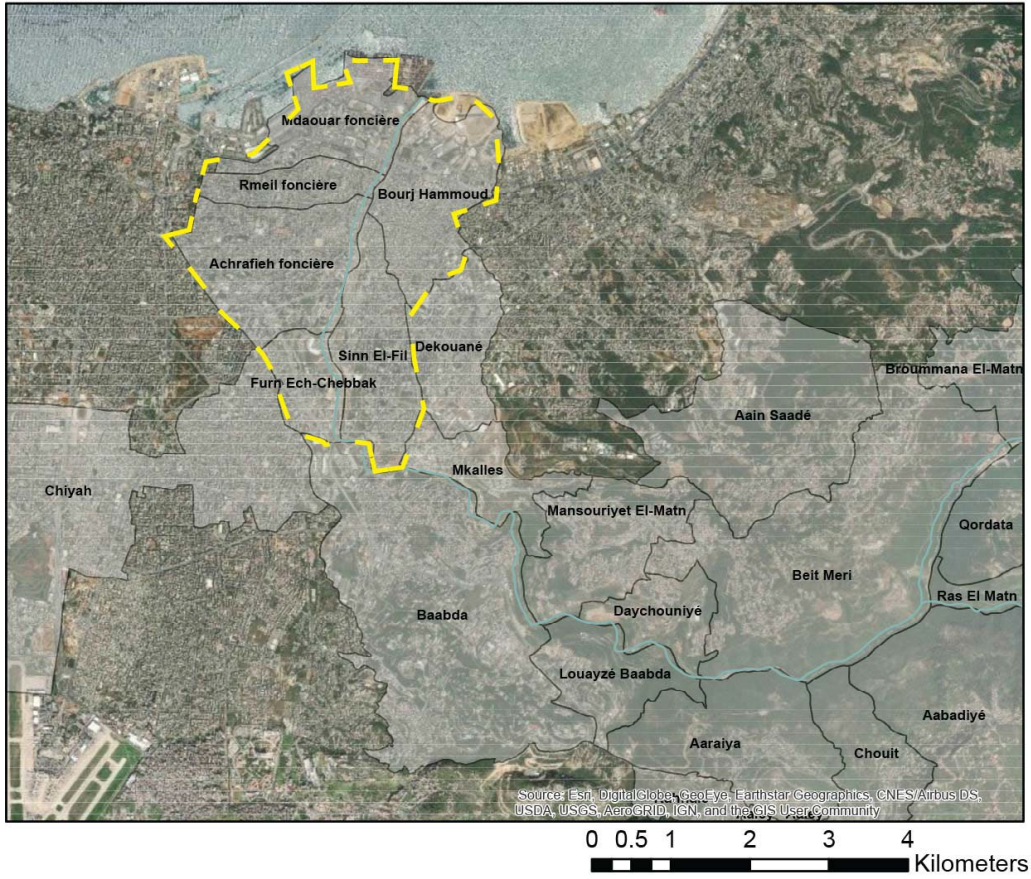 Mdaouar foncière
Rmeil foncière
Bourj Hammoud
Achrafieh foncière
Sinn El-Fil
Dekouané
Furn Ech-Chebbak
Broummana El-Matn
Aain Saadé
Mkalles
Chiyah
Mansouriyet El-Matn
Qordata
Beit Meri
Ras El Matn
Baabda
Daychouniyé
Louayzé Baabda
Aabadiyé
Aaraiya
Chouit
Source: Esri, DigitalGlobe, GeoEye, Earthstar Geographics, CNES/Airbus DS,
USDA, USGS, AeroGRID, IGN, and the GIS User Community
0 0.5 1 2 3 4
Kilometers